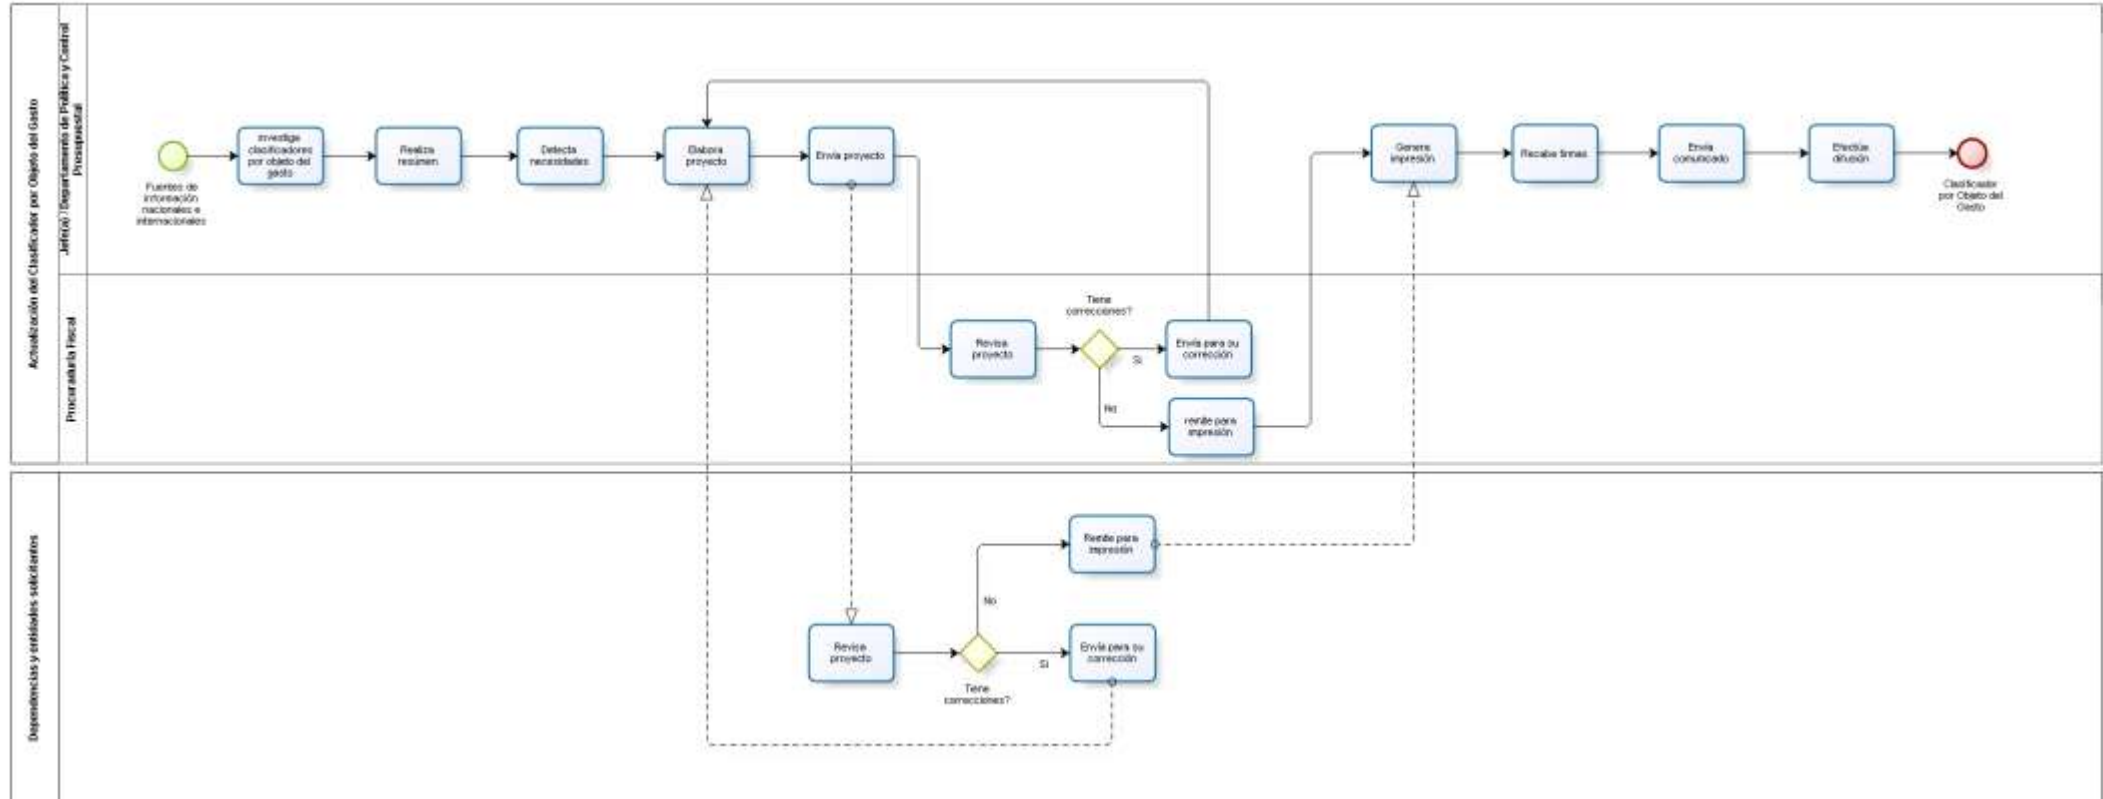 Actualización del Clasificador por Objeto del Gasto
Jefe(a) / Departamento de Política y Control
Presupuestal
Fuentes de
información
nacionales e
internacionales
Investiga
clasificadores
por objeto del
gasto
Realiza
resumen
Detecta
necesidades
Elabora
proyecto
Envía proyecto
Genera
impresión
Recaba firmas
Envía
comunicado
Efectúa
difusión
Clasificador
por Objeto del
Gasto
Procuraduría Fiscal
Revisa
proyecto
Tiene
correcciones?
Si
Envía para su
corrección
No
remite para
impresión
Dependencias y entidades solicitantes
Revisa
proyecto
Tiene
correcciones?
No
Remite para
impresión
Si
Envía para su
corrección